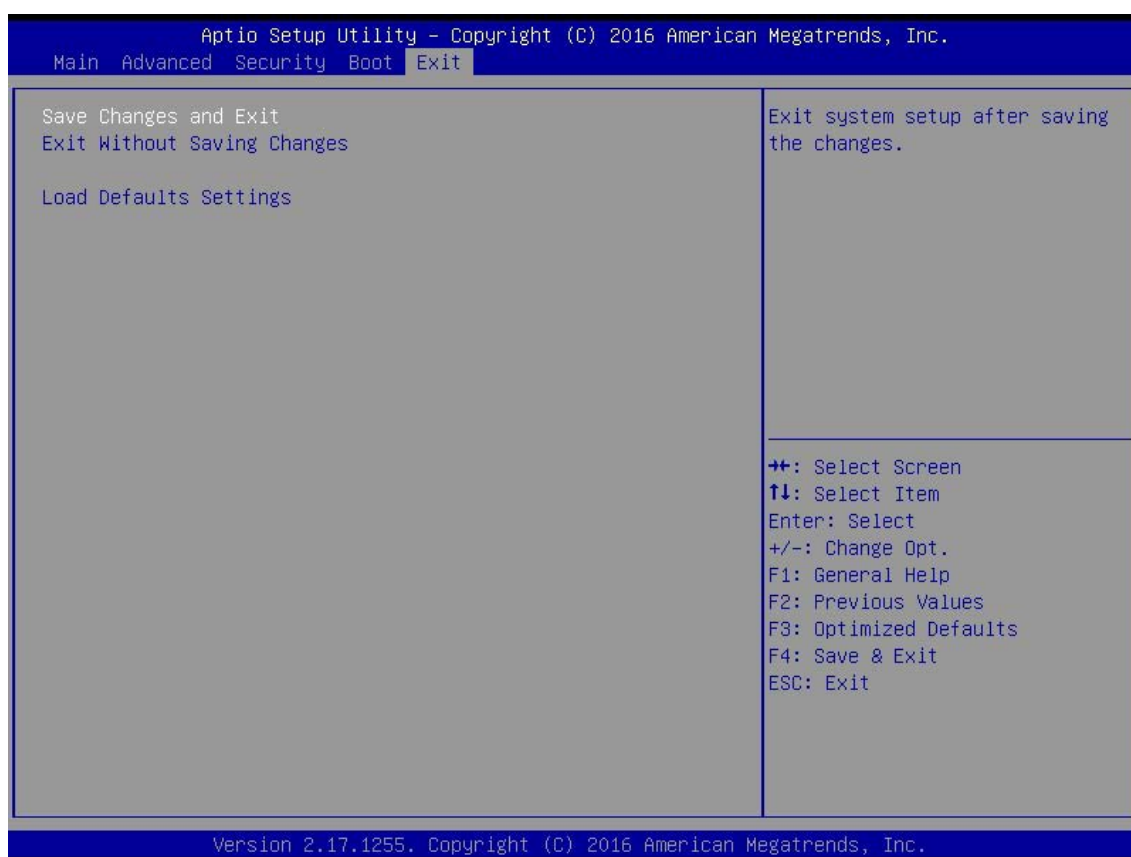 Aptio Setup Utility – Copyright (C) 2016 American Megatrends, Inc.
Main Advanced Security Boot Exit
Save Changes and Exit
Exit Without Saving Changes
Load Defaults Settings
Exit system setup after saving
the changes.
→←: Select Screen
↑↓: Select Item
Enter: Select
+/-: Change Opt.
F1: General Help
F2: Previous Values
F3: Optimized Defaults
F4: Save & Exit
ESC: Exit
Version 2.17.1255. Copyright (C) 2016 American Megatrends, Inc.